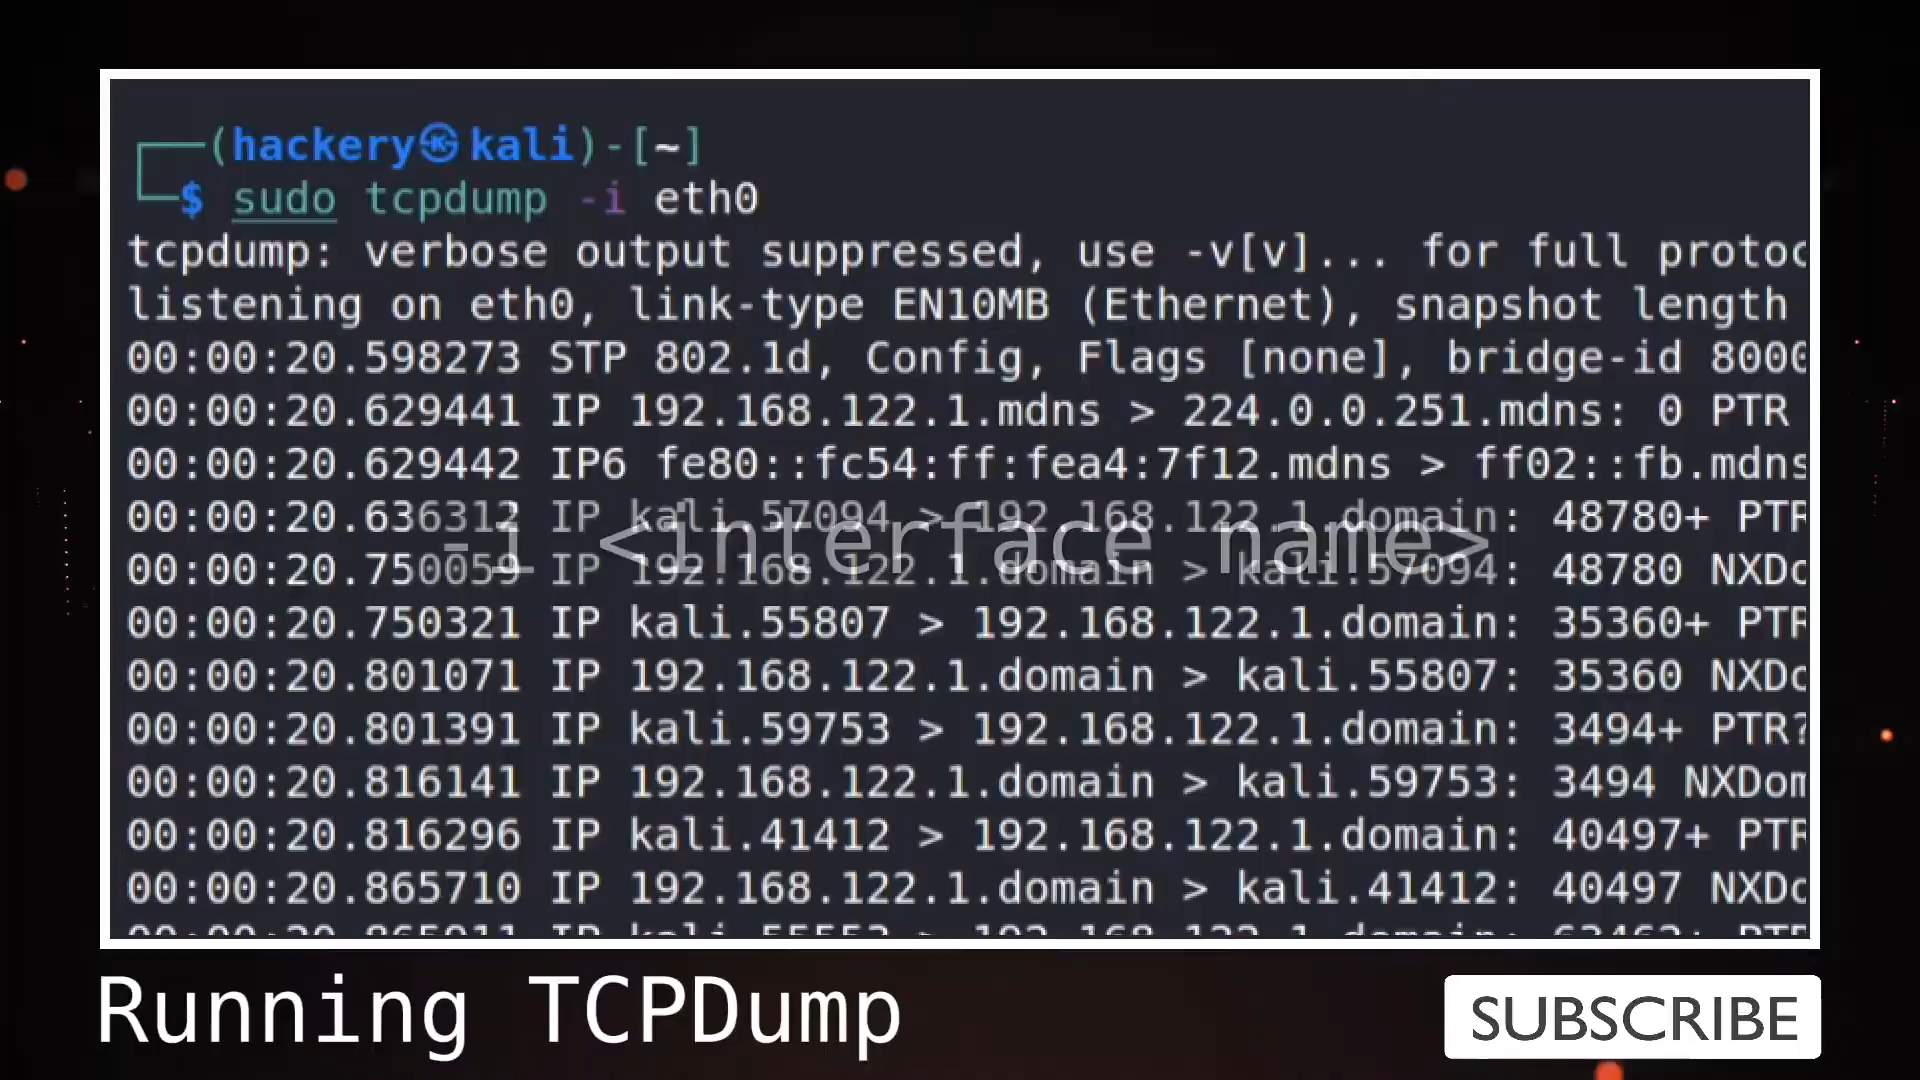 (hackery㉿kali)-[~]
$ sudo tcpdump -i eth0
tcpdump: verbose output suppressed, use -v[v]... for full protoc
listening on eth0, link-type EN10MB (Ethernet), snapshot length
00:00:20.598273 STP 802.1d, Config, Flags [none], bridge-id 8000
00:00:20.629441 IP 192.168.122.1.mdns > 224.0.0.251.mdns: 0 PTR
00:00:20.629442 IP6 fe80::fc54:ff:fea4:7f12.mdns > ff02::fb.mdns
00:00:20.636312 IP kali.57094 > 192.168.122.1.domain: 48780+ PTR
-i <interface name>
00:00:20.750059 IP 192.168.122.1.domain > kali.57094: 48780 NXDo
00:00:20.750321 IP kali.55807 > 192.168.122.1.domain: 35360+ PTR
00:00:20.801071 IP 192.168.122.1.domain > kali.55807: 35360 NXDo
00:00:20.801391 IP kali.59753 > 192.168.122.1.domain: 3494+ PTR?
00:00:20.816141 IP 192.168.122.1.domain > kali.59753: 3494 NXDom
00:00:20.816296 IP kali.41412 > 192.168.122.1.domain: 40497+ PTR
00:00:20.865710 IP 192.168.122.1.domain > kali.41412: 40497 NXDo
Running TCPDump
SUBSCRIBE